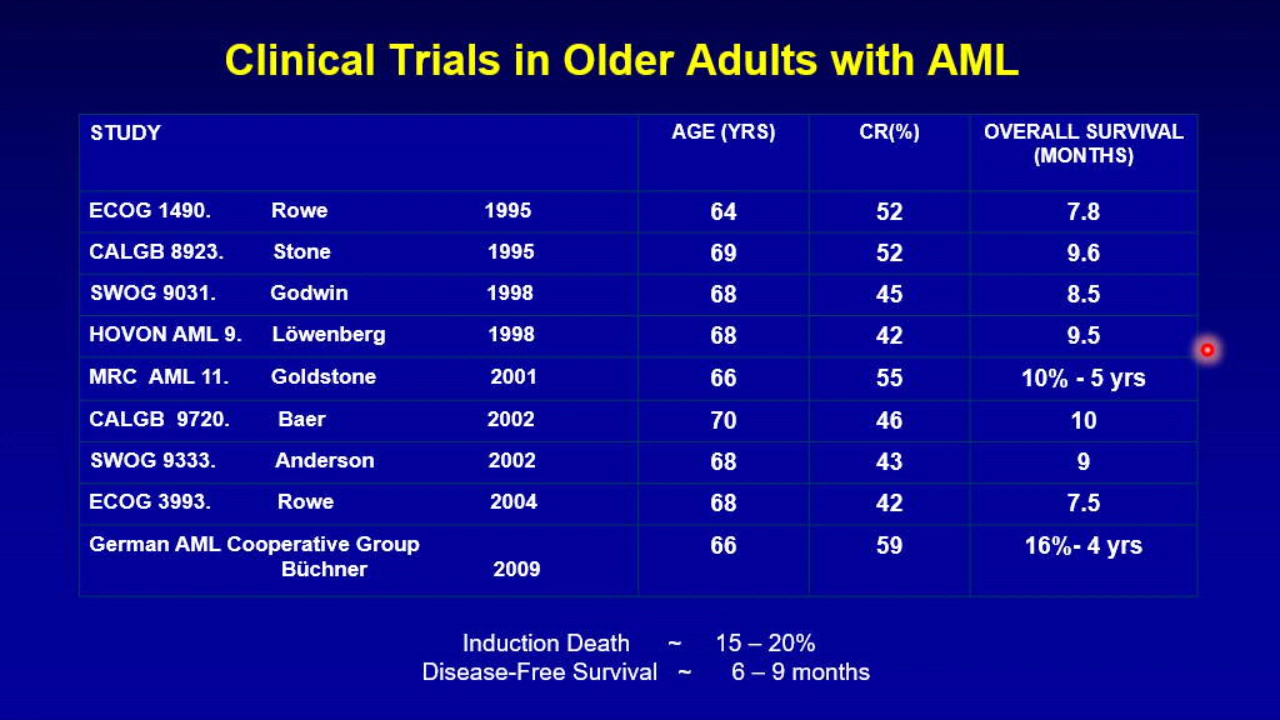 Clinical Trials in Older Adults with AML
STUDY AGE (YRS) CR(%) OVERALL SURVIVAL
(MONTHS)
ECOG 1490. Rowe 1995 64 52 7.8
CALGB 8923. Stone 1995 69 52 9.6
SWOG 9031. Godwin 1998 68 45 8.5
HOVON AML 9. Löwenberg 1998 68 42 9.5
MRC AML 11. Goldstone 2001 66 55 10% - 5 yrs
CALGB 9720. Baer 2002 70 46 10
SWOG 9333. Anderson 2002 68 43 9
ECOG 3993. Rowe 2004 68 42 7.5
German AML Cooperative Group 66 59 16%- 4 yrs
Büchner 2009
Induction Death ~ 15 – 20%
Disease-Free Survival ~ 6 – 9 months